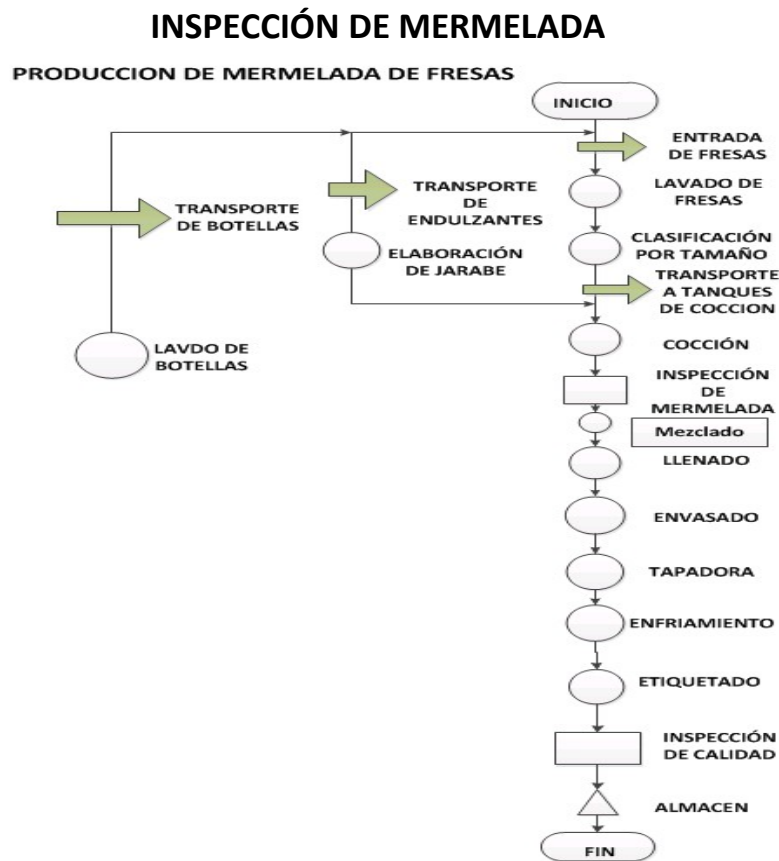 INSPECCIÓN DE MERMELADA
PRODUCCION DE MERMELADA DE FRESAS
INICIO
ENTRADA
DE FRESAS
TRANSPORTE
DE BOTELLAS
TRANSPORTE
DE
ENDULZANTES
LAVADO DE
FRESAS
ELABORACIÓN
DE JARABE
CLASIFICACIÓN
POR TAMAÑO
TRANSPORTE
A TANQUES
DE COCCION
LAVDO DE
BOTELLAS
COCCIÓN
INSPECCIÓN
DE
MERMELADA
Mezclado
LLENADO
ENVASADO
TAPADORA
ENFRIAMIENTO
ETIQUETADO
INSPECCIÓN
DE CALIDAD
ALMACEN
FIN